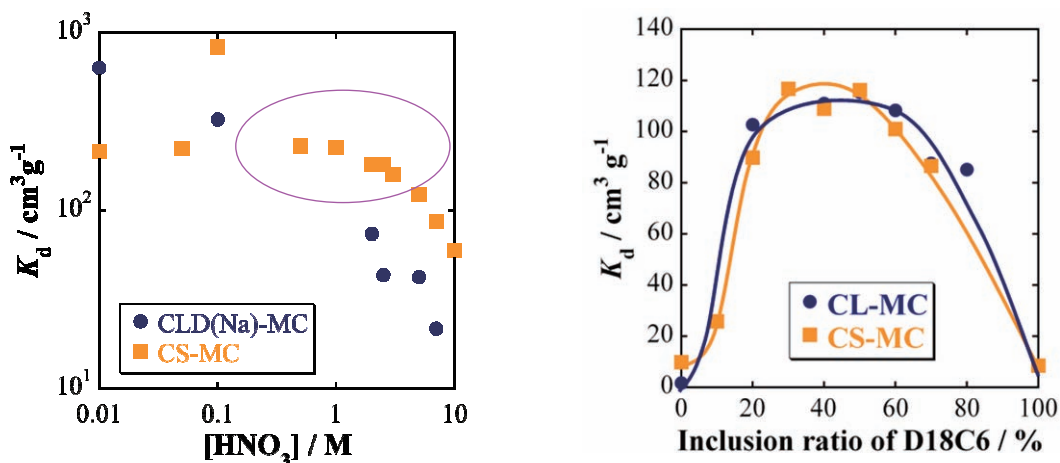 10³
10²
10¹
K_d / cm³g⁻¹
CLD(Na)-MC
CS-MC
0.01 0.1 1 10
[HNO₃] / M
140
120
100
80
60
40
20
0
K_d / cm³ g⁻¹
CL-MC
CS-MC
0 20 40 60 80 100
Inclusion ratio of D18C6 / %